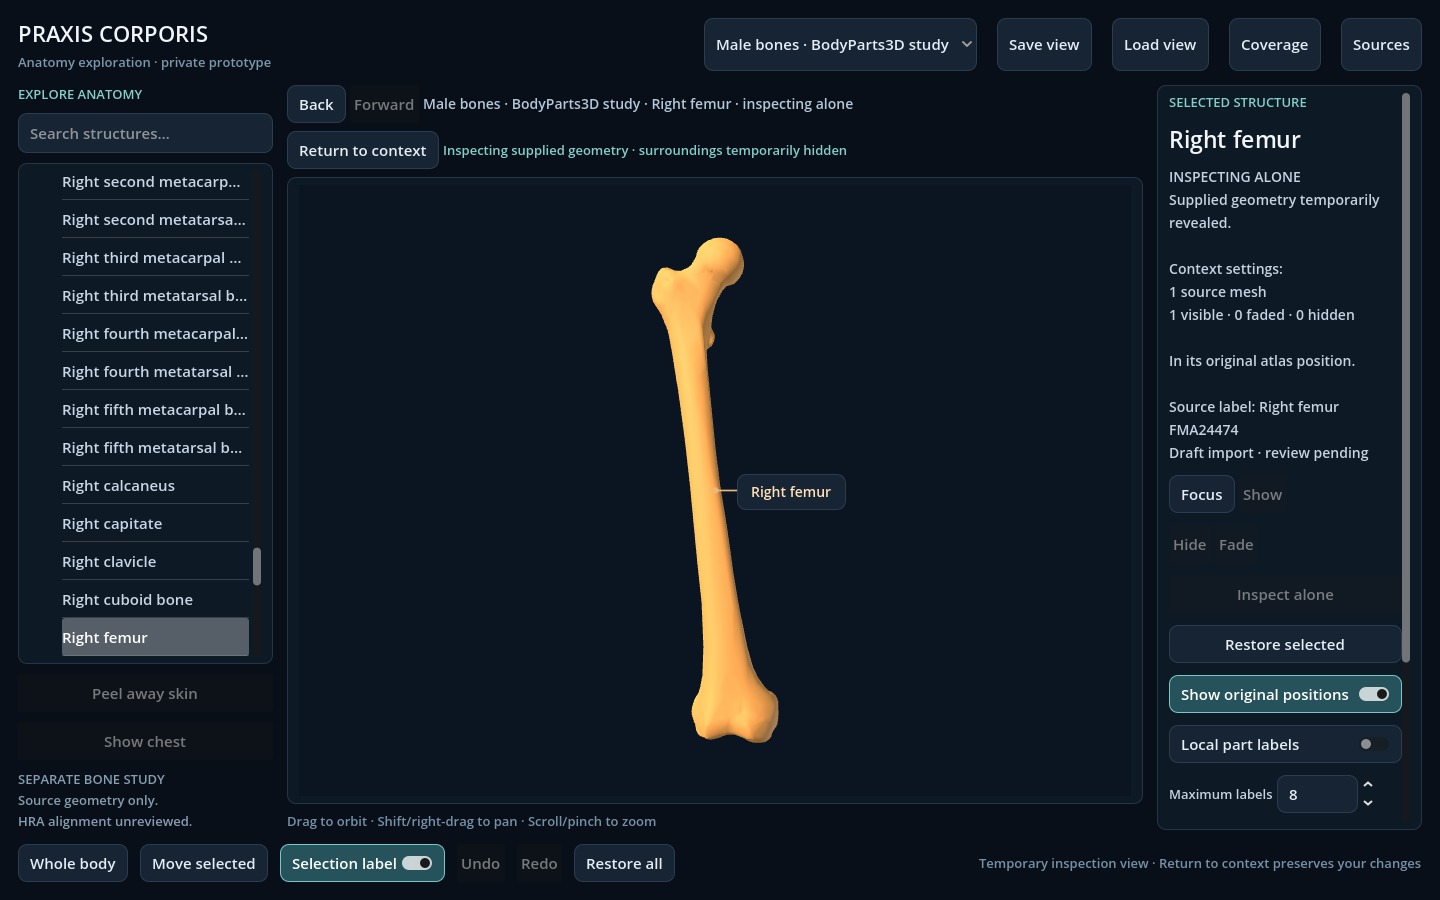 PRAXIS CORPORIS
Anatomy exploration · private prototype
Male bones · BodyParts3D study
Save view
Load view
Coverage
Sources
EXPLORE ANATOMY
Search structures...
Right second metacarp...
Right second metatarsa...
Right third metacarpal ...
Right third metatarsal b...
Right fourth metacarpal...
Right fourth metatarsal ...
Right fifth metacarpal b...
Right fifth metatarsal b...
Right calcaneus
Right capitate
Right clavicle
Right cuboid bone
Right femur
Peel away skin
Show chest
SEPARATE BONE STUDY
Source geometry only.
HRA alignment unreviewed.
Back
Forward
Male bones · BodyParts3D study · Right femur · inspecting alone
Return to context
Inspecting supplied geometry · surroundings temporarily hidden
Right femur
Drag to orbit · Shift/right-drag to pan · Scroll/pinch to zoom
SELECTED STRUCTURE
Right femur
INSPECTING ALONE
Supplied geometry temporarily
revealed.
Context settings:
1 source mesh
1 visible · 0 faded · 0 hidden
In its original atlas position.
Source label: Right femur
FMA24474
Draft import · review pending
Focus
Show
Hide
Fade
Inspect alone
Restore selected
Show original positions
Local part labels
Maximum labels
8
Whole body
Move selected
Selection label
Undo
Redo
Restore all
Temporary inspection view · Return to context preserves your changes